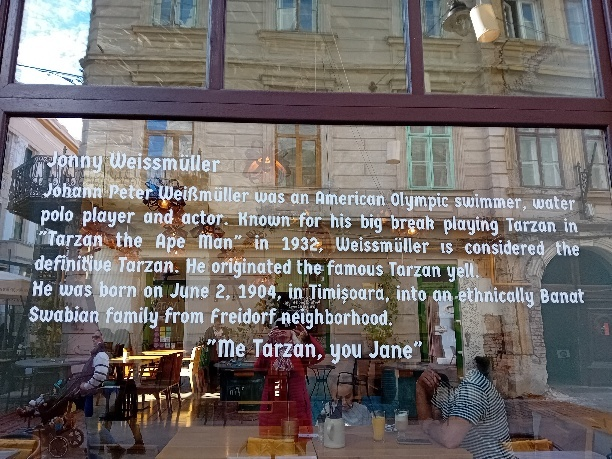 Jonny Weissmüller
Johann Peter Weißmüller was an American Olympic swimmer, water
polo player and actor. Known for his big break playing Tarzan in
"Tarzan the Ape Man" in 1932, Weissmüller is considered the
definitive Tarzan. He originated the famous Tarzan yell.
He was born on June 2, 1904, in Timișoara, into an ethnically Banat
Swabian family from Freidorf neighborhood.
"Me Tarzan, you Jane"